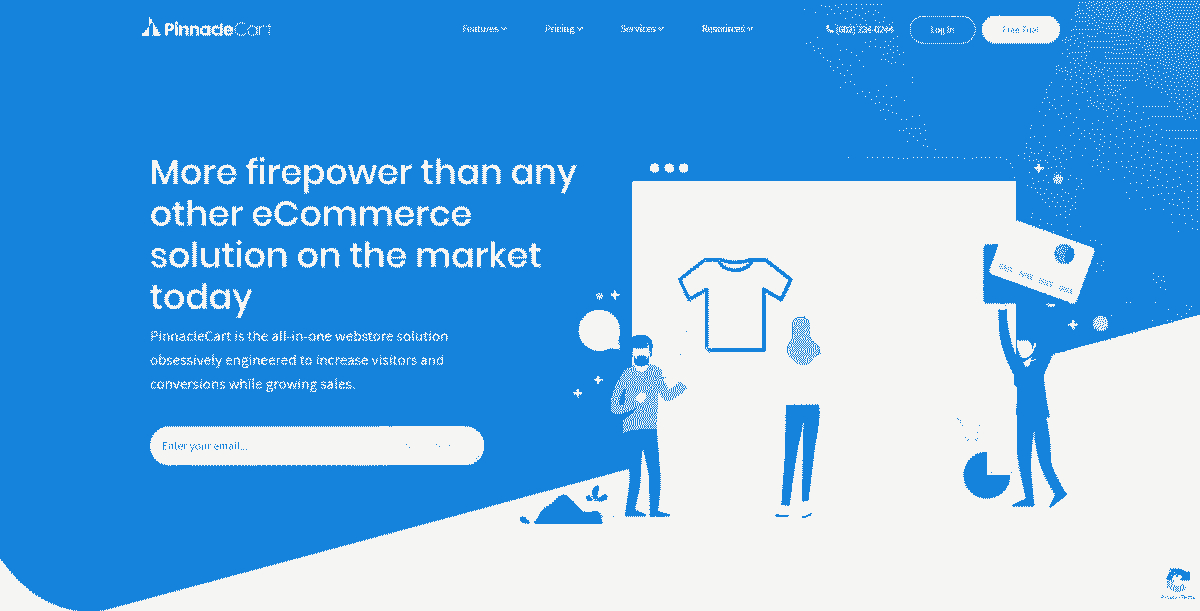 PinnacleCart
Features
Pricing
Services
Resources
Log In
Free Trial
More firepower than any
other eCommerce
solution on the market
today
PinnacleCart is the all-in-one webstore solution
obsessively engineered to increase visitors and
conversions while growing sales.
Enter your email...